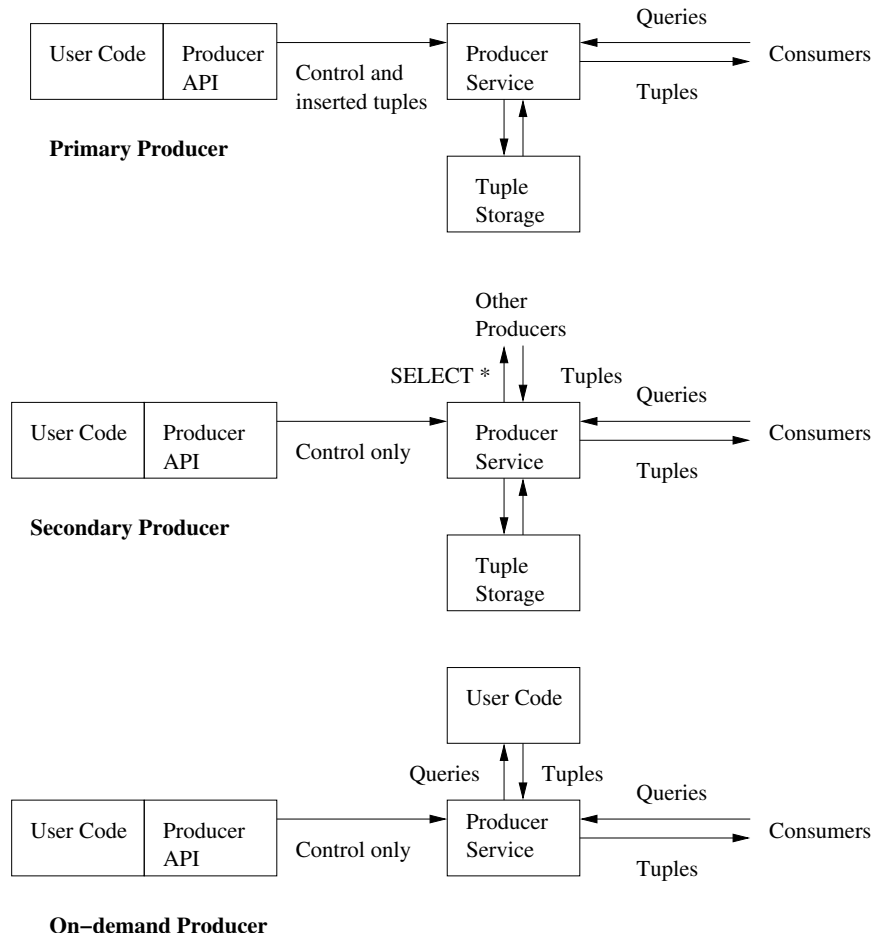 Queries
User Code
Producer
API
Control and
inserted tuples
Producer
Service
Consumers
Tuples
Primary Producer
Tuple
Storage
Other
Producers
SELECT *
Tuples
Queries
User Code
Producer
API
Control only
Producer
Service
Consumers
Tuples
Secondary Producer
Tuple
Storage
User Code
Queries
Tuples
Queries
User Code
Producer
API
Control only
Producer
Service
Consumers
Tuples
On−demand Producer